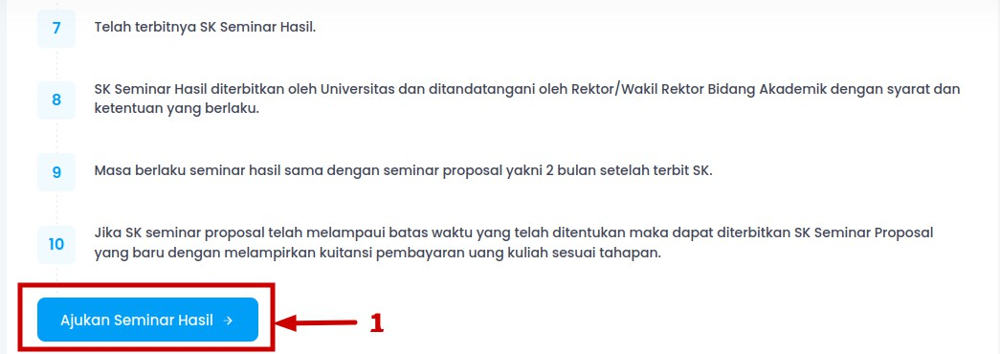 7
Telah terbitnya SK Seminar Hasil.
8
SK Seminar Hasil diterbitkan oleh Universitas dan ditandatangani oleh Rektor/Wakil Rektor Bidang Akademik dengan syarat dan
ketentuan yang berlaku.
9
Masa berlaku seminar hasil sama dengan seminar proposal yakni 2 bulan setelah terbit SK.
10
Jika SK seminar proposal telah melampaui batas waktu yang telah ditentukan maka dapat diterbitkan SK Seminar Proposal
yang baru dengan melampirkan kuitansi pembayaran uang kuliah sesuai tahapan.
Ajukan Seminar Hasil →
1